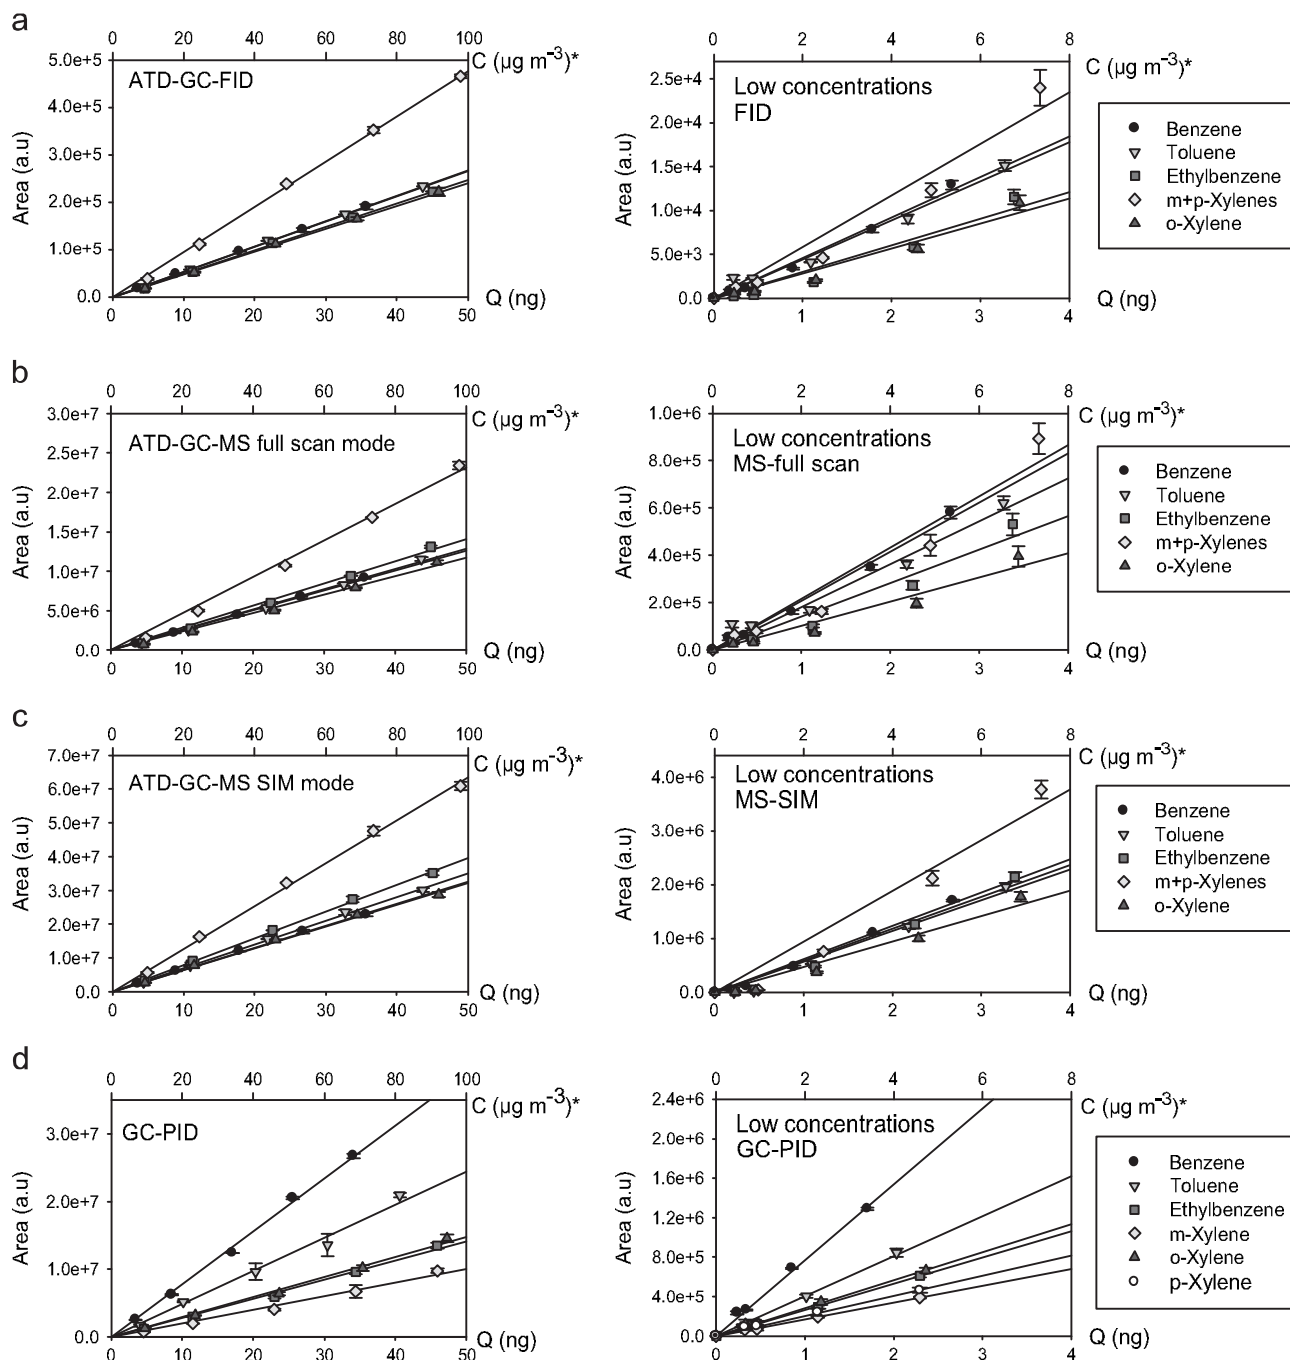 a
0 20 40 60 80 100
C (µg m⁻³)*
5.0e+5
4.0e+5
3.0e+5
2.0e+5
1.0e+5
0.0
Area (a.u)
ATD-GC-FID
0 10 20 30 40 50
Q (ng)
0 2 4 6 8
C (µg m⁻³)*
2.5e+4
2.0e+4
1.5e+4
1.0e+4
5.0e+3
0.0
Area (a.u)
Low concentrations
FID
0 1 2 3 4
Q (ng)
Benzene
Toluene
Ethylbenzene
m+p-Xylenes
o-Xylene
b
0 20 40 60 80 100
C (µg m⁻³)*
3.0e+7
2.5e+7
2.0e+7
1.5e+7
1.0e+7
5.0e+6
0.0
Area (a.u)
ATD-GC-MS full scan mode
0 10 20 30 40 50
Q (ng)
0 2 4 6 8
C (µg m⁻³)*
1.0e+6
8.0e+5
6.0e+5
4.0e+5
2.0e+5
0.0
Area (a.u)
Low concentrations
MS-full scan
0 1 2 3 4
Q (ng)
Benzene
Toluene
Ethylbenzene
m+p-Xylenes
o-Xylene
c
0 20 40 60 80 100
C (µg m⁻³)*
7.0e+7
6.0e+7
5.0e+7
4.0e+7
3.0e+7
2.0e+7
1.0e+7
0.0
Area (a.u)
ATD-GC-MS SIM mode
0 10 20 30 40 50
Q (ng)
0 2 4 6 8
C (µg m⁻³)*
4.0e+6
3.0e+6
2.0e+6
1.0e+6
0.0
Area (a.u)
Low concentrations
MS-SIM
0 1 2 3 4
Q (ng)
Benzene
Toluene
Ethylbenzene
m+p-Xylenes
o-Xylene
d
0 20 40 60 80 100
C (µg m⁻³)*
3.0e+7
2.0e+7
1.0e+7
0.0
Area (a.u)
GC-PID
0 10 20 30 40 50
Q (ng)
0 2 4 6 8
C (µg m⁻³)*
2.4e+6
2.0e+6
1.6e+6
1.2e+6
8.0e+5
4.0e+5
0.0
Area (a.u)
Low concentrations
GC-PID
0 1 2 3 4
Q (ng)
Benzene
Toluene
Ethylbenzene
m-Xylene
o-Xylene
p-Xylene